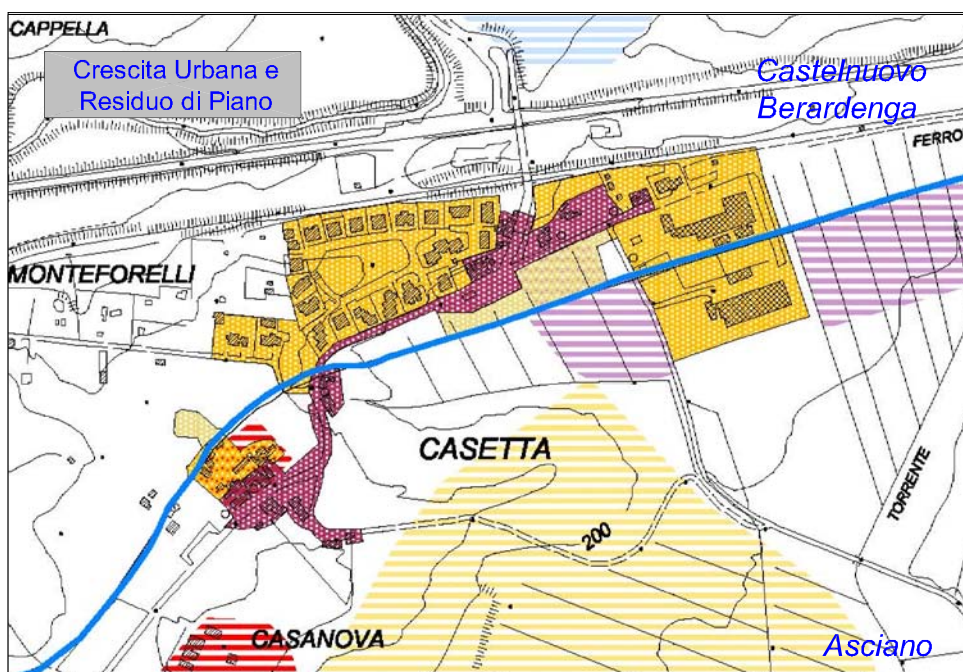 CAPPELLA
Crescita Urbana e
Residuo di Piano
Castelnuovo
Berardenga
FERRO
MONTEFORELLI
CASETTA
200
TORRENTE
CASANOVA
Asciano